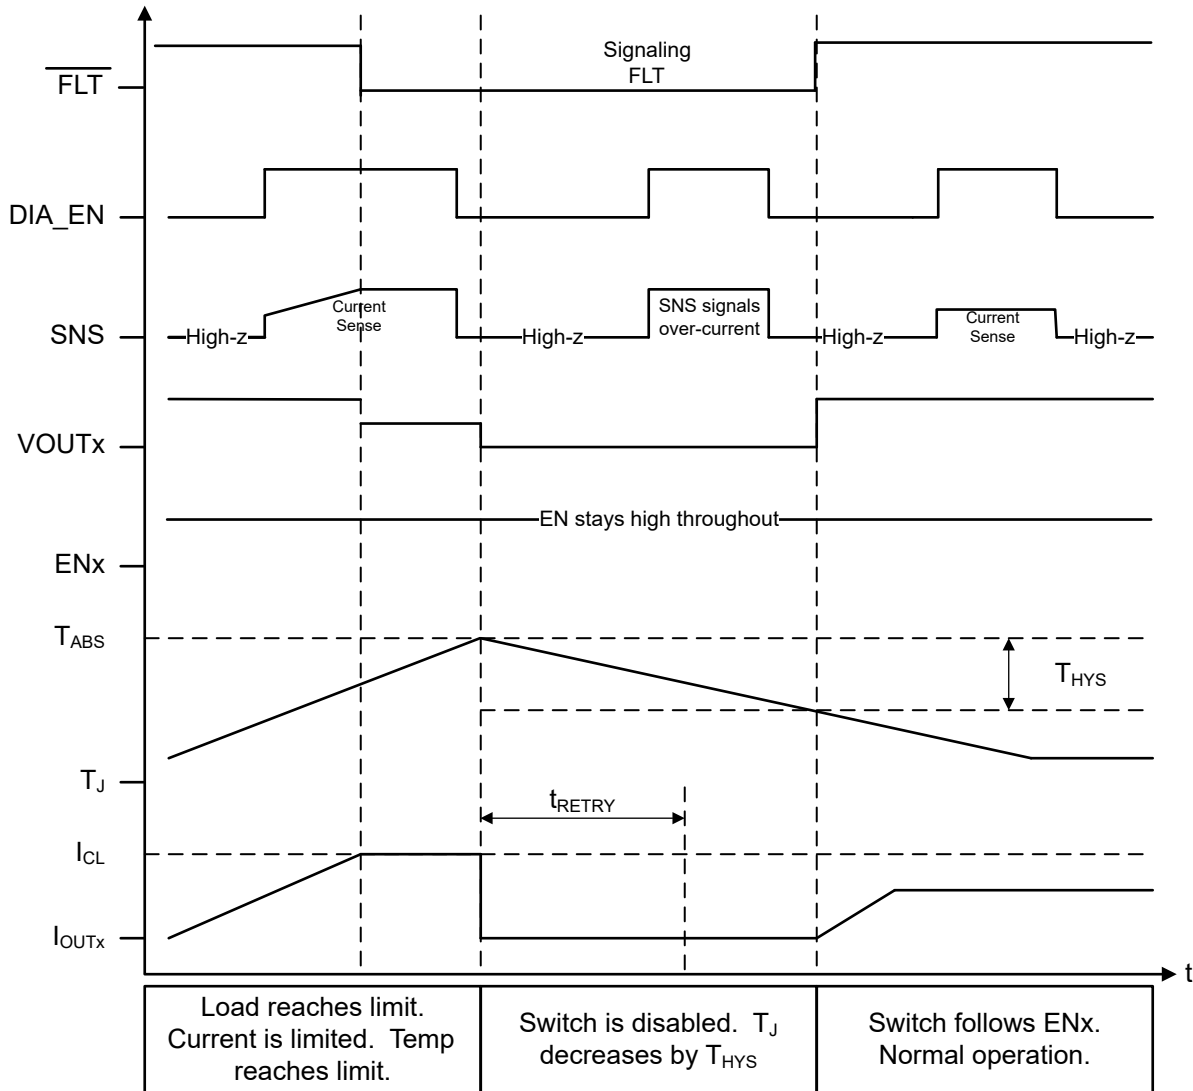 Signaling
FLT
FLT
DIA_EN
SNS
High-z
Current
Sense
High-z
SNS signals
over-current
High-z
Current
Sense
High-z
VOUTx
EN stays high throughout
ENx
TABS
THYS
TJ
tRETRY
ICL
IOUTx
t
Load reaches limit.
Current is limited. Temp
reaches limit.
Switch is disabled. TJ
decreases by THYS
Switch follows ENx.
Normal operation.